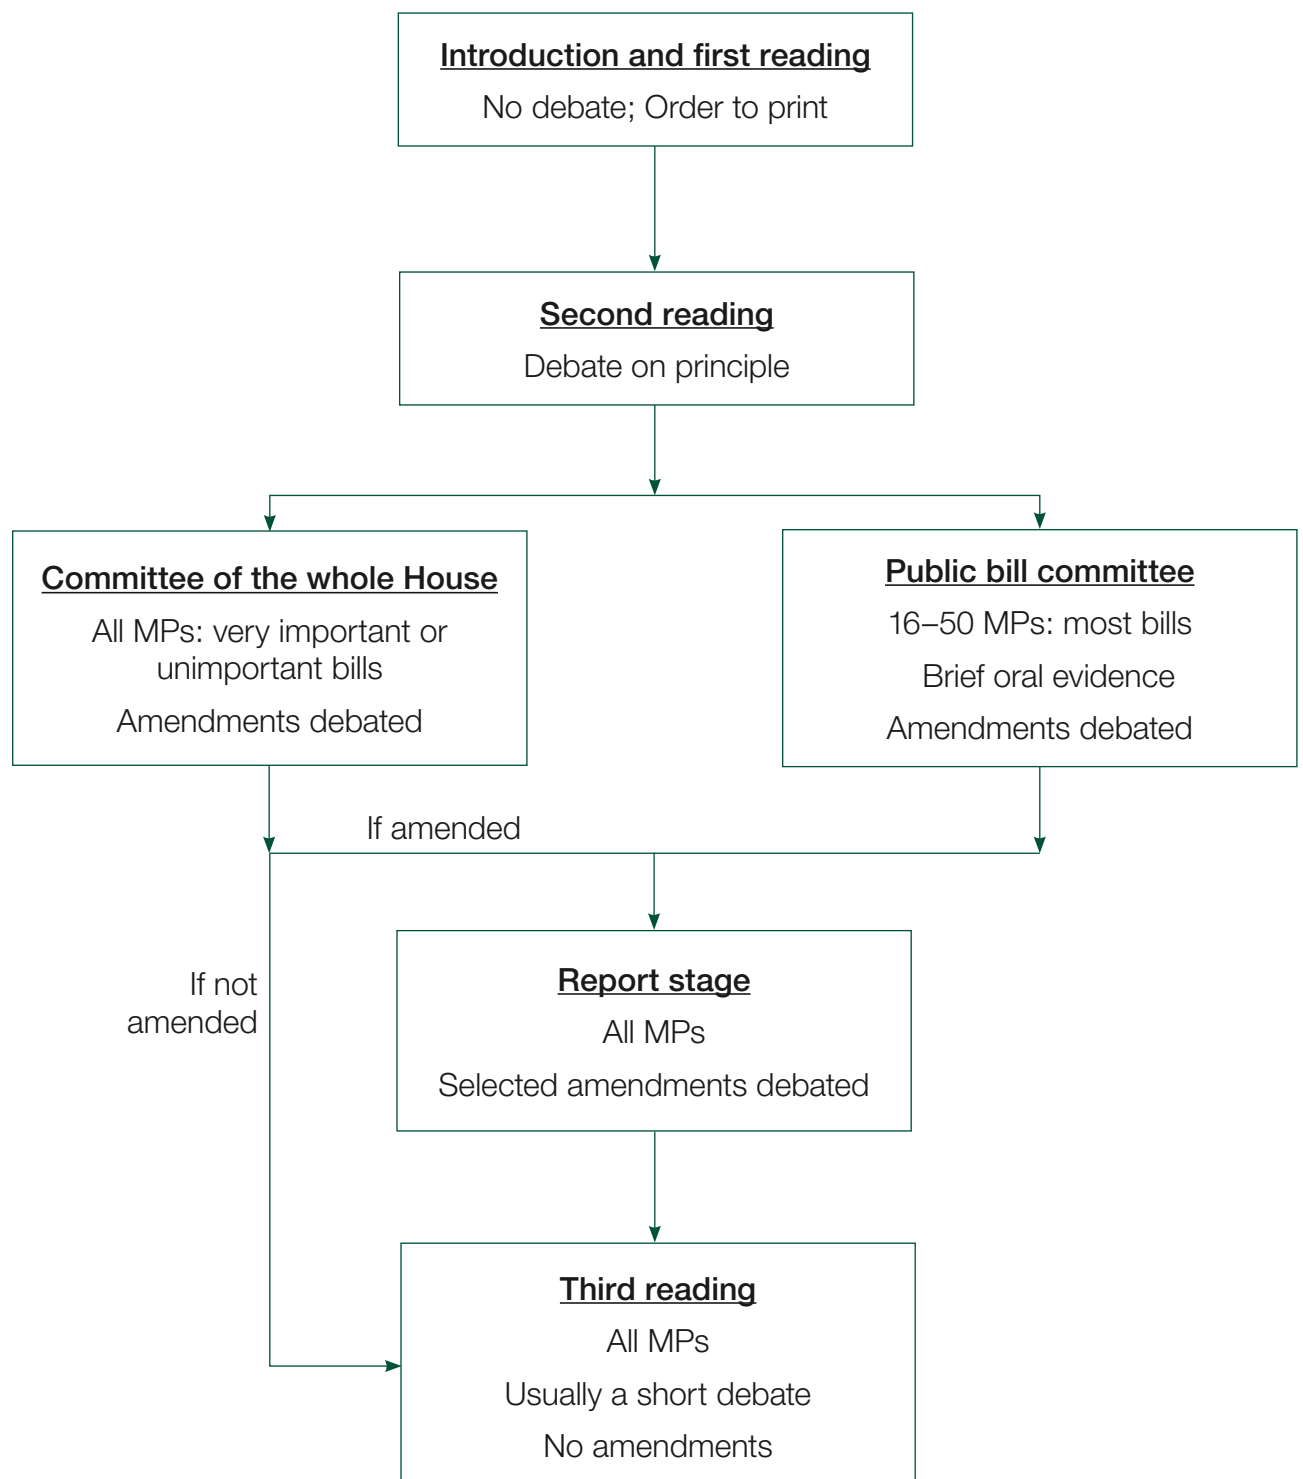 Introduction and first reading
No debate; Order to print
Second reading
Debate on principle
Committee of the whole House
All MPs: very important or
unimportant bills
Amendments debated
Public bill committee
16–50 MPs: most bills
Brief oral evidence
Amendments debated
If amended
If not
amended
Report stage
All MPs
Selected amendments debated
Third reading
All MPs
Usually a short debate
No amendments